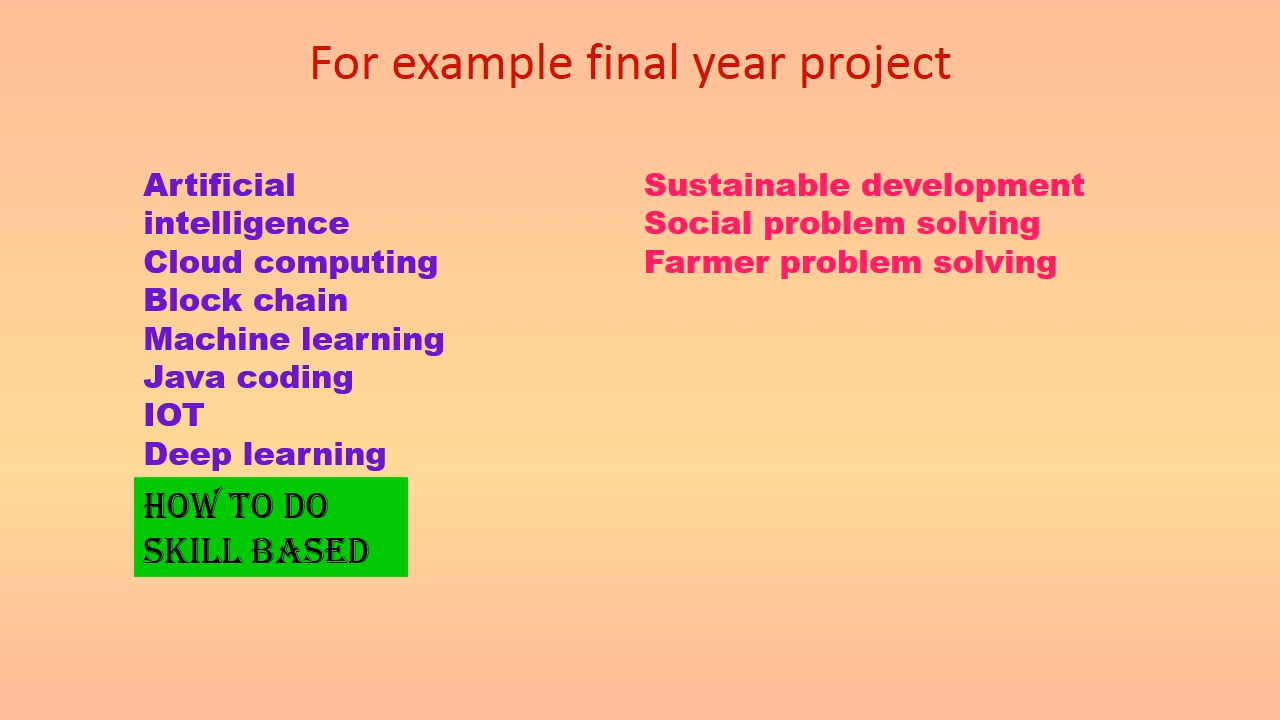 For example final year project
Artificial
intelligence
Cloud computing
Block chain
Machine learning
Java coding
IOT
Deep learning
HOW TO DO
SKILL BASED
Sustainable development
Social problem solving
Farmer problem solving